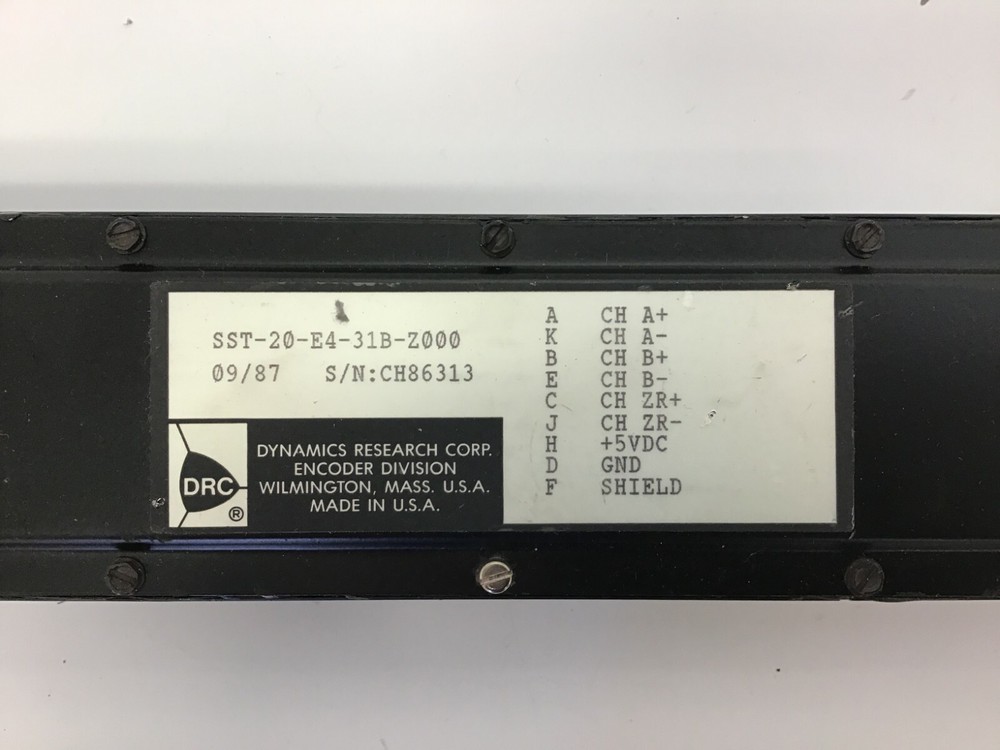 SST-20-E4-31B-Z000
09/87 S/N:CH86313
DRC
®
DYNAMICS RESEARCH CORP.
ENCODER DIVISION
WILMINGTON, MASS. U.S.A.
MADE IN U.S.A.
A CH A+
K CH A-
B CH B+
E CH B-
C CH ZR+
J CH ZR-
H +5VDC
D GND
F SHIELD